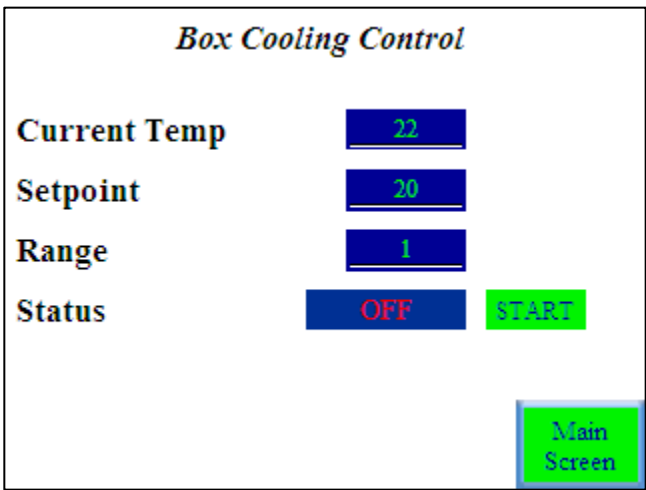 Box Cooling Control
Current Temp 22
Setpoint 20
Range 1
Status OFF START
Main
Screen